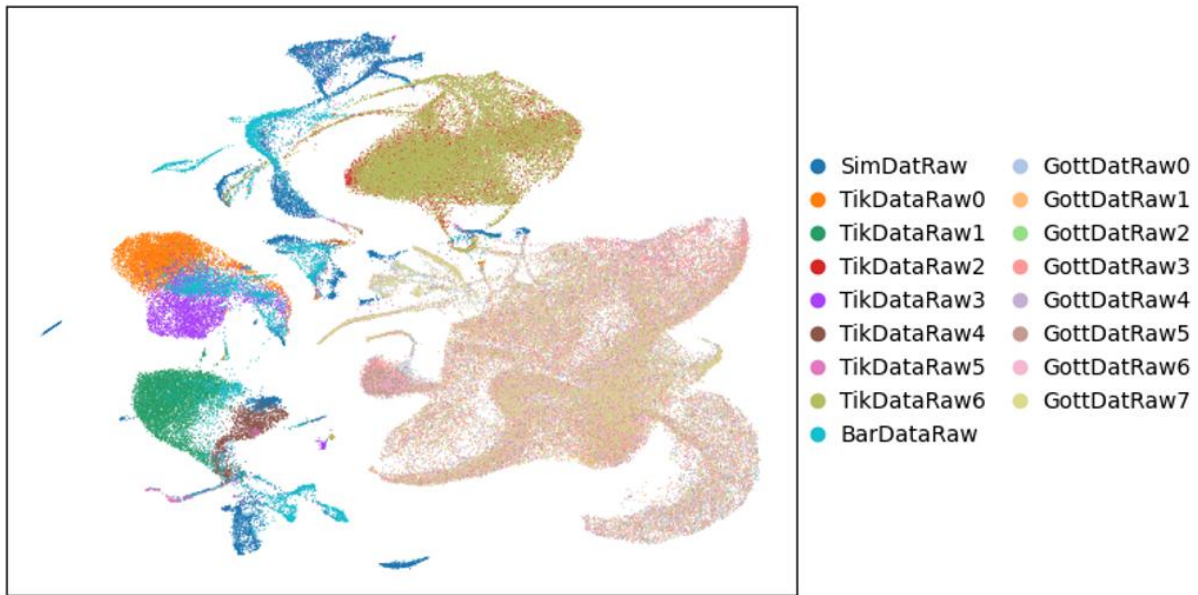 SimDatRaw
TikDataRaw0
TikDataRaw1
TikDataRaw2
TikDataRaw3
TikDataRaw4
TikDataRaw5
TikDataRaw6
BarDataRaw
GottDatRaw0
GottDatRaw1
GottDatRaw2
GottDatRaw3
GottDatRaw4
GottDatRaw5
GottDatRaw6
GottDatRaw7